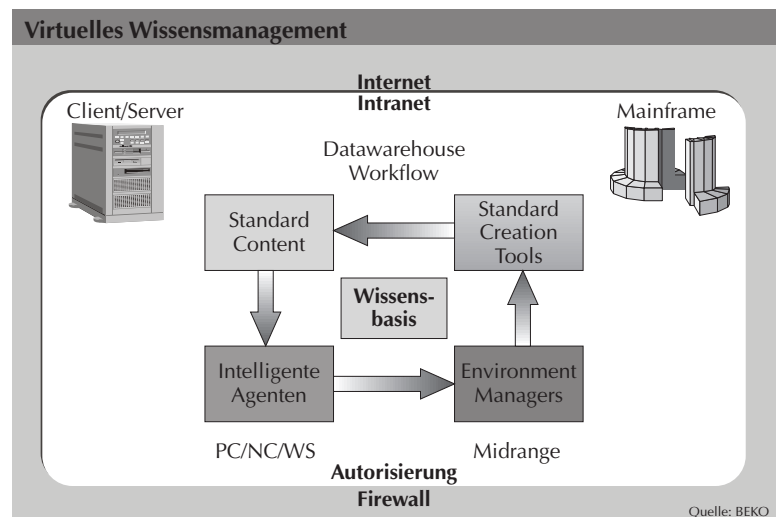 Virtuelles Wissensmanagement
Internet
Intranet
Client/Server
Mainframe
Datawarehouse
Workflow
Standard
Content
Standard
Creation
Tools
Wissens-
basis
Intelligente
Agenten
Environment
Managers
PC/NC/WS
Midrange
Autorisierung
Firewall
Quelle: BEKO